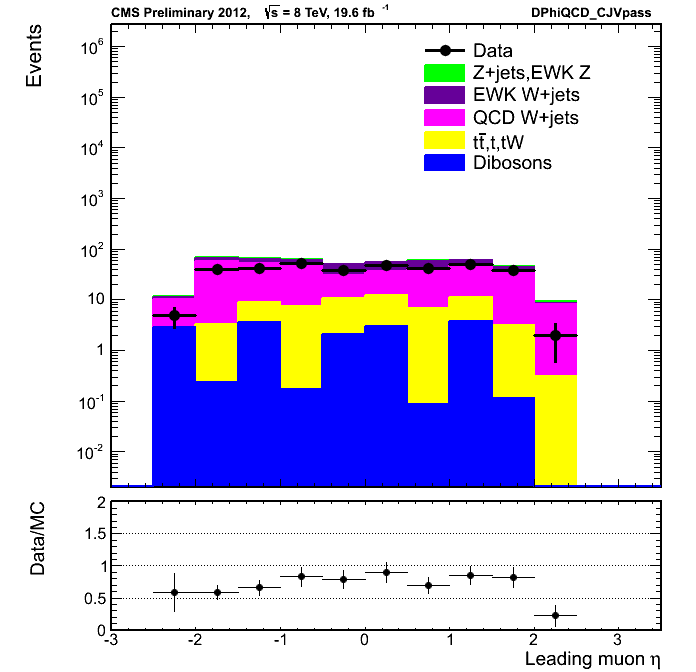 CMS Preliminary 2012, √s = 8 TeV, 19.6 fb⁻¹ DPhiQCD_CJVpass
Events
10⁶
10⁵
10⁴
10³
10²
10
1
10⁻¹
10⁻²
Data
Z+jets,EWK Z
EWK W+jets
QCD W+jets
tt̄,t,tW
Dibosons
Data/MC
2
1.5
1
0.5
0
-3 -2 -1 0 1 2 3
Leading muon η